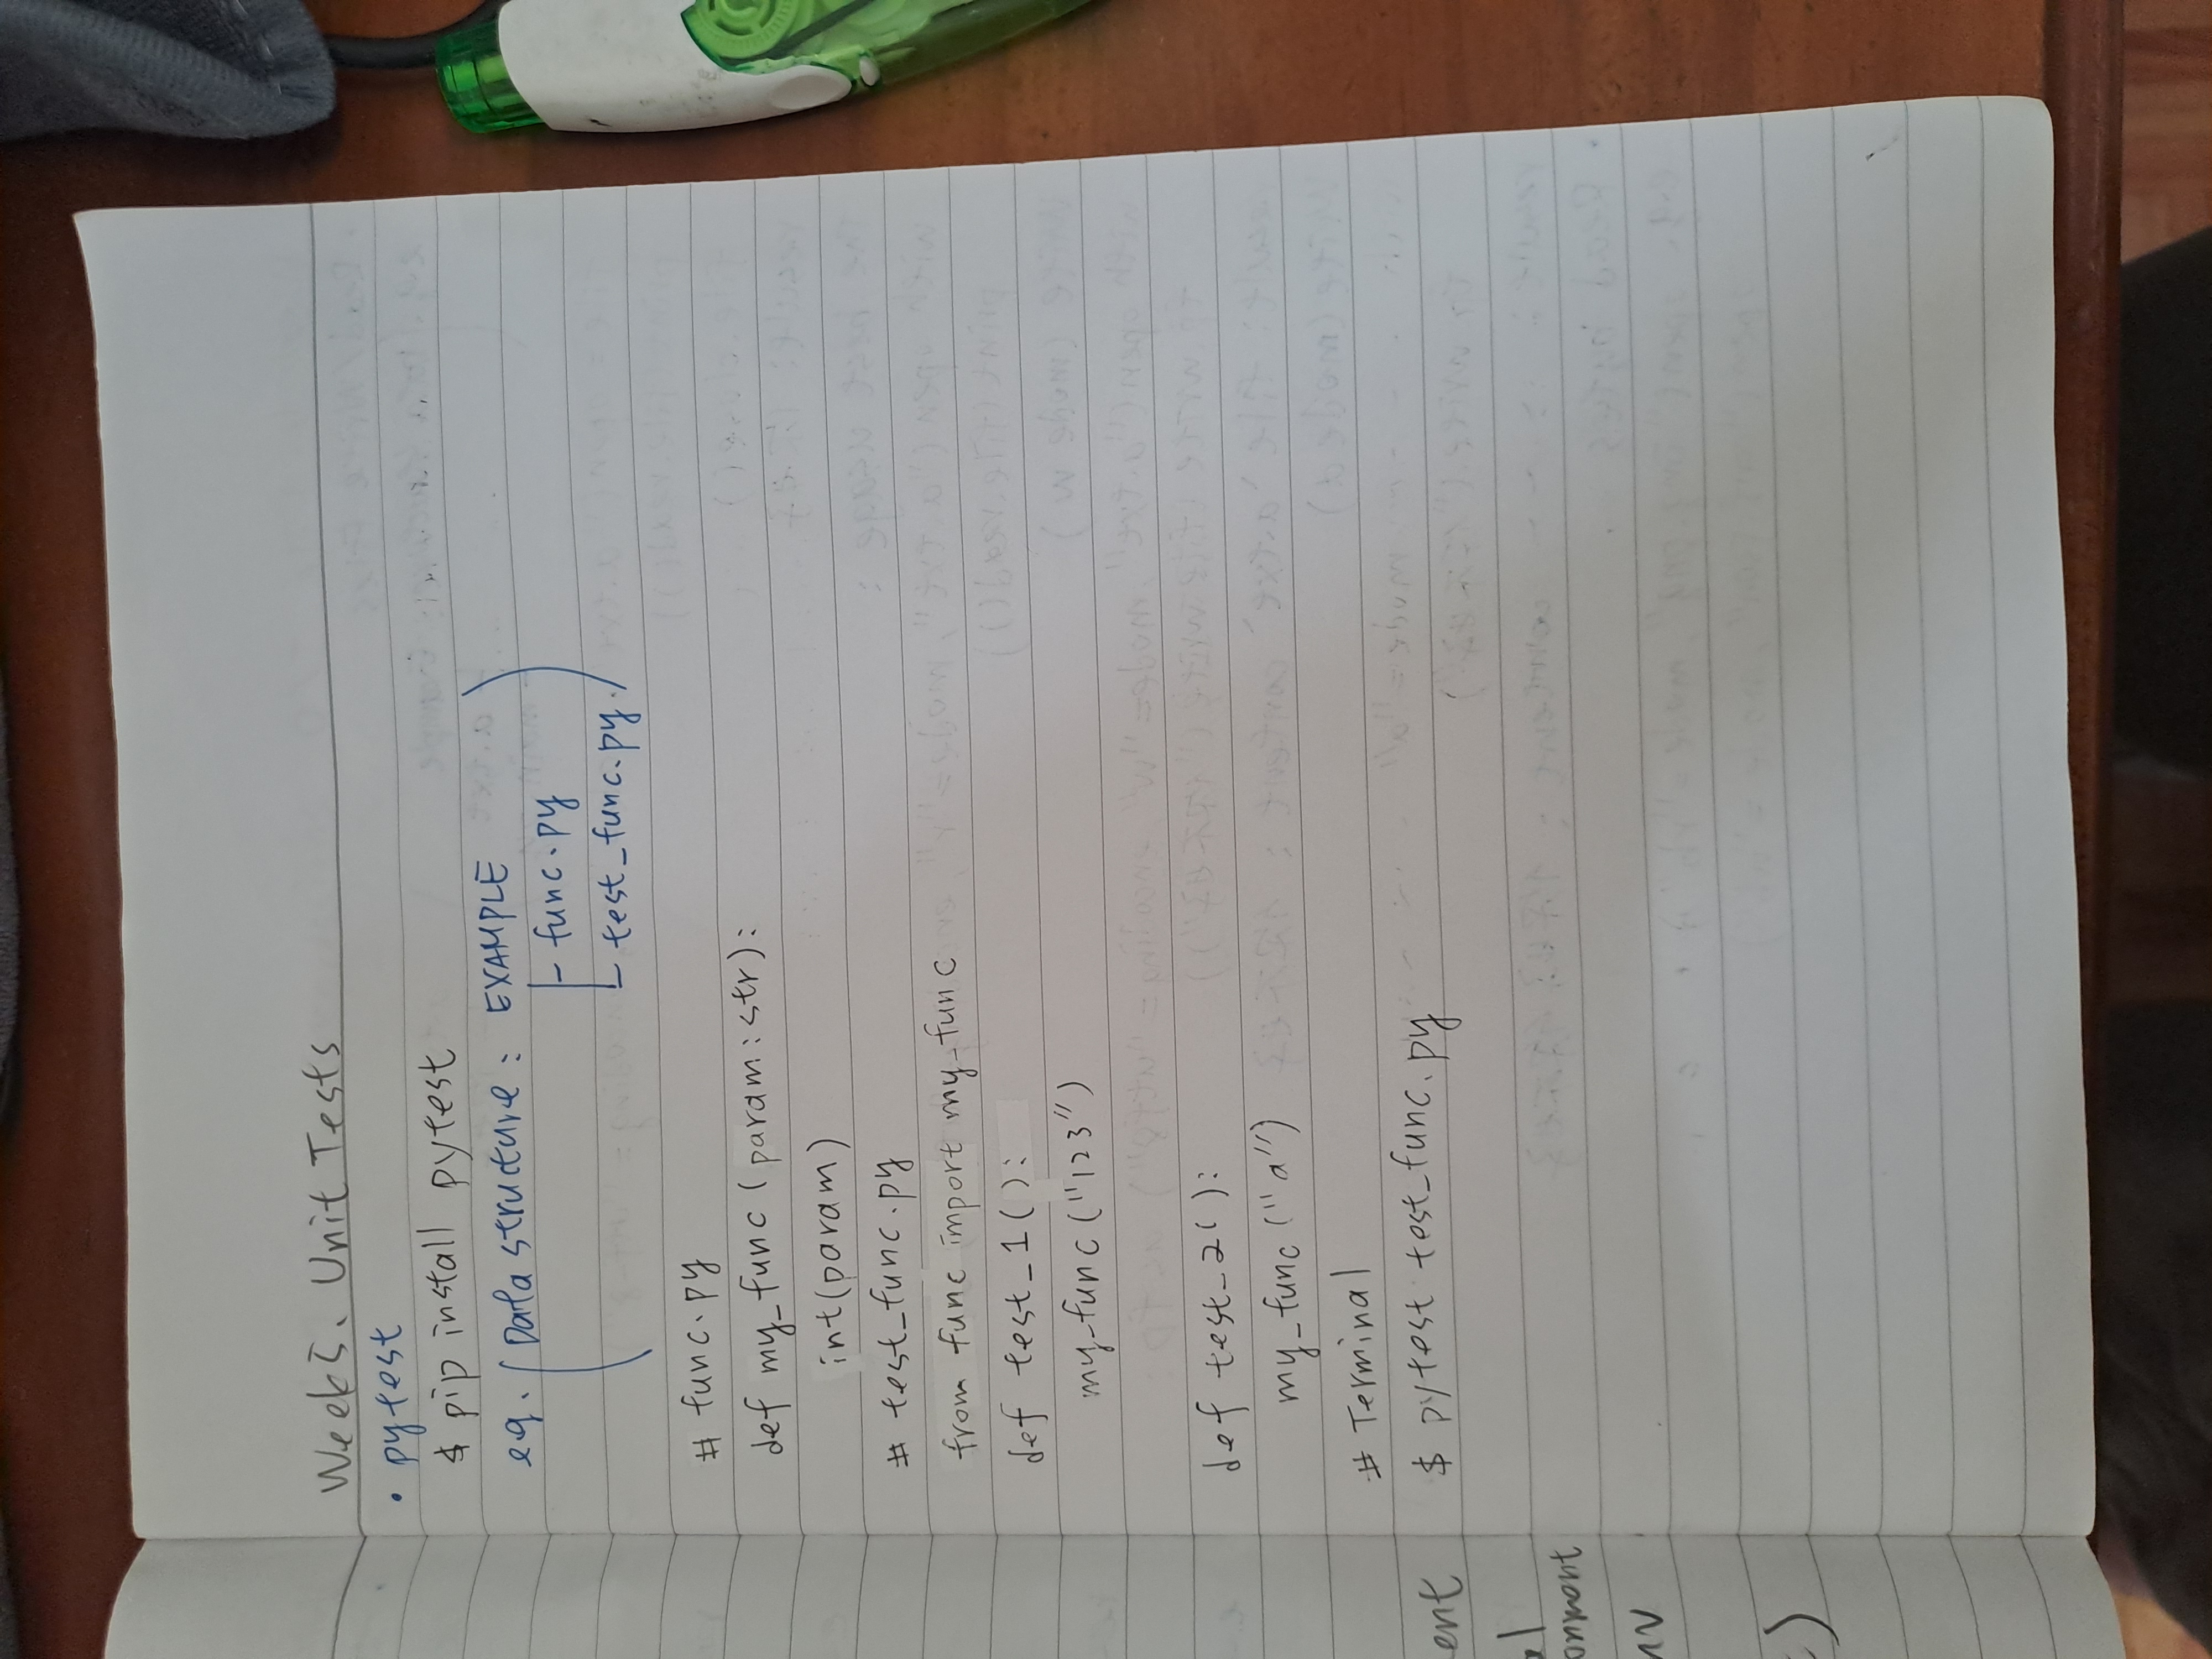 Week5. Unit Tests
• pytest
$ pip install pytest
eg. (Data structure: EXAMPLE
├ func.py
└ test_func.py.)
# func.py
def my_func (param: str):
int(param)
# test_func.py
from func import my_func
def test_1():
my_func("123")
def test_2():
my_func("a")
# Terminal
$ pytest test_func.py
ent
al
onment
nv
)